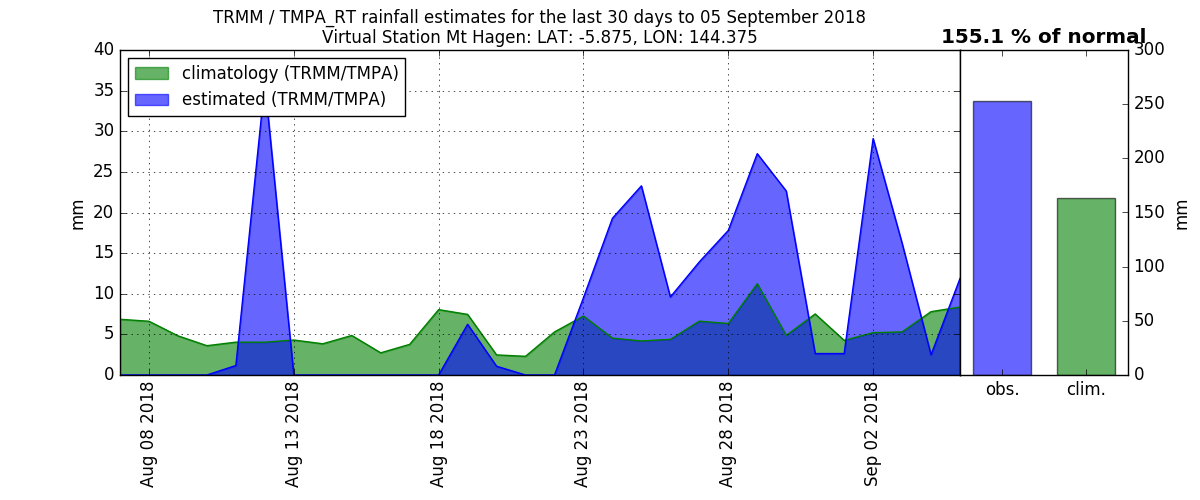 TRMM / TMPA_RT rainfall estimates for the last 30 days to 05 September 2018
Virtual Station Mt Hagen: LAT: -5.875, LON: 144.375
155.1 % of normal
climatology (TRMM/TMPA)
estimated (TRMM/TMPA)
40
35
30
25
20
15
10
5
0
mm
300
250
200
150
100
50
0
mm
obs.
clim.
Aug 08 2018
Aug 13 2018
Aug 18 2018
Aug 23 2018
Aug 28 2018
Sep 02 2018